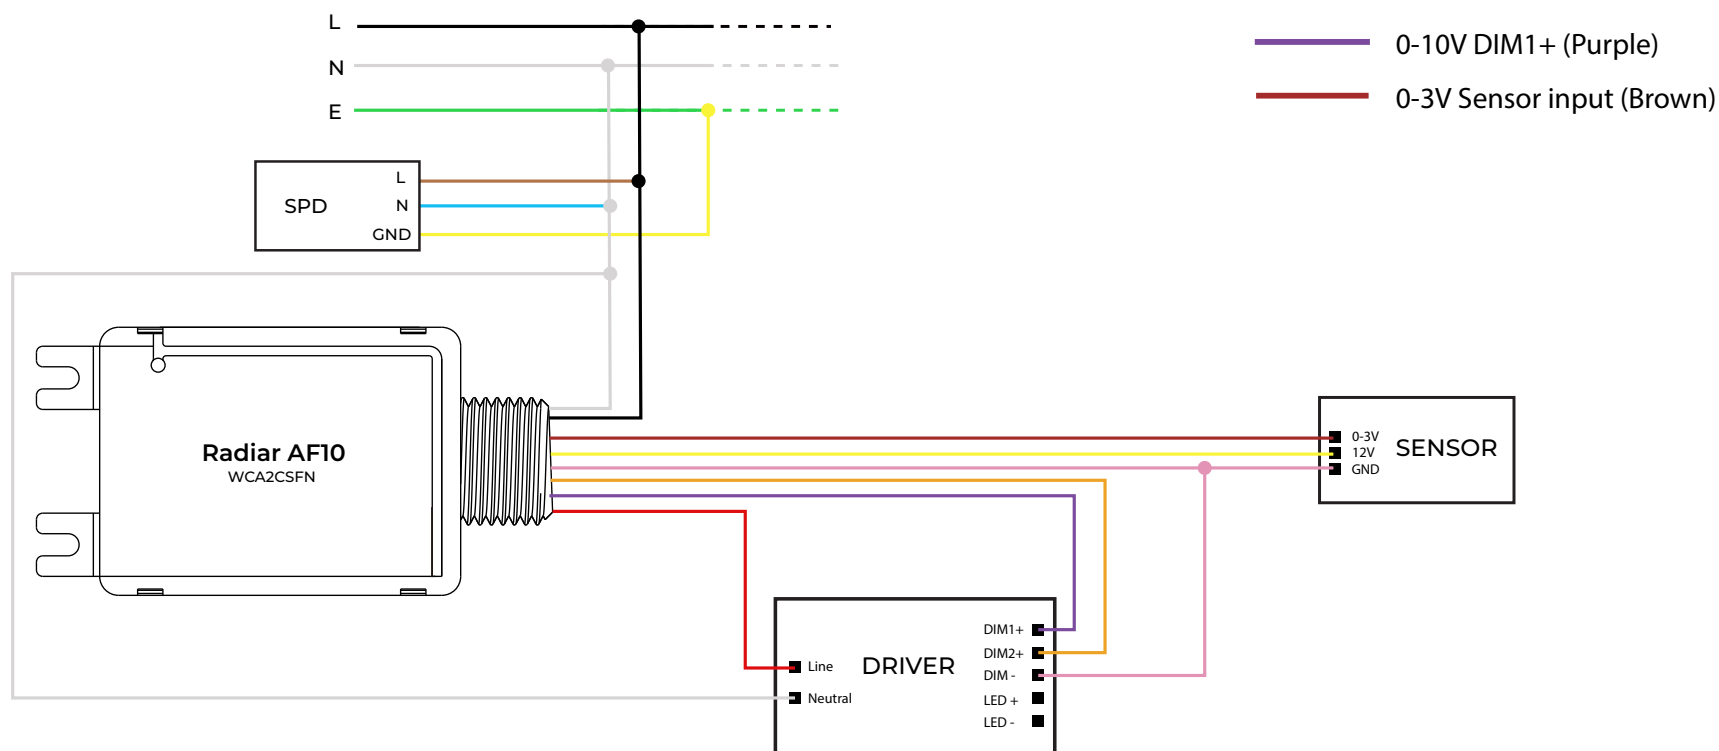 L
N
E
0-10V DIM1+ (Purple)
0-3V Sensor input (Brown)
SPD
L
N
GND
Radiar AF10
WCA2CSFN
0-3V
12V
GND
SENSOR
DRIVER
Line
Neutral
DIM1+
DIM2+
DIM -
LED +
LED -